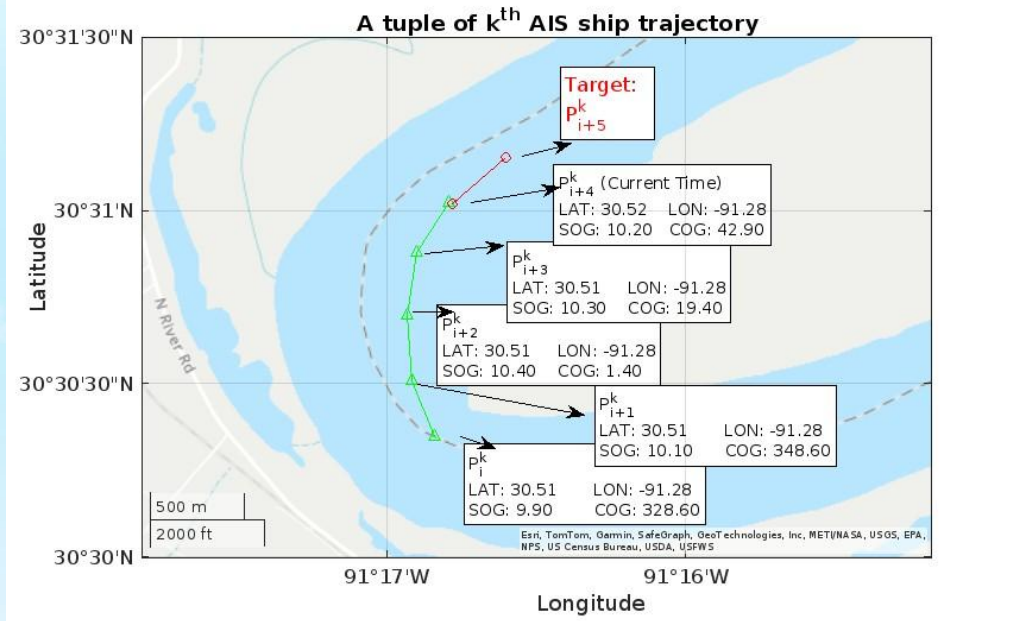 A tuple of kᵗʰ AIS ship trajectory
30°31'30"N
30°31'N
30°30'30"N
30°30'N
Latitude
N River Rd
Target:
Pᵏᵢ₊₅
Pᵏᵢ₊₄ (Current Time)
LAT: 30.52 LON: -91.28
SOG: 10.20 COG: 42.90
Pᵏᵢ₊₃
LAT: 30.51 LON: -91.28
SOG: 10.30 COG: 19.40
Pᵏᵢ₊₂
LAT: 30.51 LON: -91.28
SOG: 10.40 COG: 1.40
Pᵏᵢ₊₁
LAT: 30.51 LON: -91.28
SOG: 10.10 COG: 348.60
Pᵏᵢ
LAT: 30.51 LON: -91.28
SOG: 9.90 COG: 328.60
500 m
2000 ft
Esri, TomTom, Garmin, SafeGraph, GeoTechnologies, Inc, METI/NASA, USGS, EPA,
NPS, US Census Bureau, USDA, USFWS
91°17'W
91°16'W
Longitude